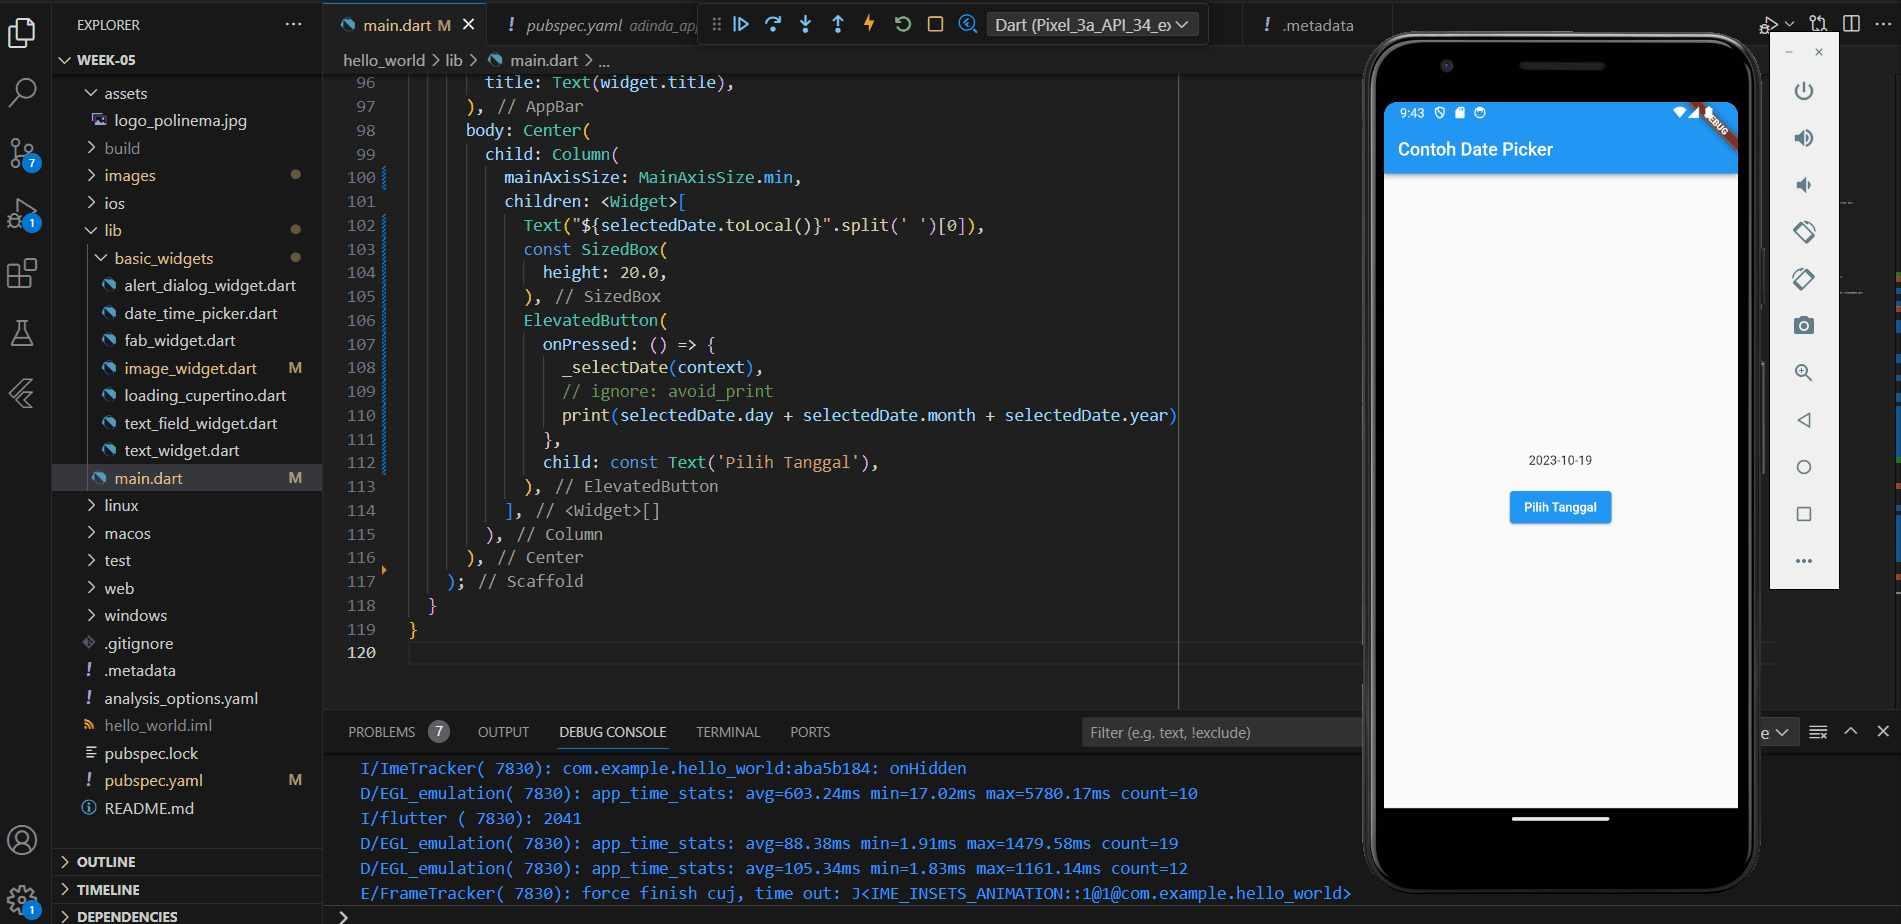 EXPLORER
WEEK-05
assets
logo_polinema.jpg
build
images
ios
lib
basic_widgets
alert_dialog_widget.dart
date_time_picker.dart
fab_widget.dart
image_widget.dart M
loading_cupertino.dart
text_field_widget.dart
text_widget.dart
main.dart M
linux
macos
test
web
windows
.gitignore
! .metadata
! analysis_options.yaml
hello_world.iml
pubspec.lock
! pubspec.yaml M
README.md
OUTLINE
TIMELINE
DEPENDENCIES
7
1
1
main.dart M
! pubspec.yaml adinda_app
Dart (Pixel_3a_API_34_ex
! .metadata
hello_world > lib > main.dart > ...
96 title: Text(widget.title),
97 ), // AppBar
98 body: Center(
99 child: Column(
100 mainAxisSize: MainAxisSize.min,
101 children: <Widget>[
102 Text("${selectedDate.toLocal()}".split(' ')[0]),
103 const SizedBox(
104 height: 20.0,
105 ), // SizedBox
106 ElevatedButton(
107 onPressed: () => {
108 _selectDate(context),
109 // ignore: avoid_print
110 print(selectedDate.day + selectedDate.month + selectedDate.year)
111 },
112 child: const Text('Pilih Tanggal'),
113 ), // ElevatedButton
114 ], // <Widget>[]
115 ), // Column
116 ), // Center
117 ); // Scaffold
118 }
119 }
120
PROBLEMS 7 OUTPUT DEBUG CONSOLE TERMINAL PORTS
Filter (e.g. text, !exclude)
I/ImeTracker( 7830): com.example.hello_world:aba5b184: onHidden
D/EGL_emulation( 7830): app_time_stats: avg=603.24ms min=17.02ms max=5780.17ms count=10
I/flutter ( 7830): 2041
D/EGL_emulation( 7830): app_time_stats: avg=88.38ms min=1.91ms max=1479.58ms count=19
D/EGL_emulation( 7830): app_time_stats: avg=105.34ms min=1.83ms max=1161.14ms count=12
E/FrameTracker( 7830): force finish cuj, time out: J<IME_INSETS_ANIMATION::1@1@com.example.hello_world>
9:43
DEBUG
Contoh Date Picker
2023-10-19
Pilih Tanggal